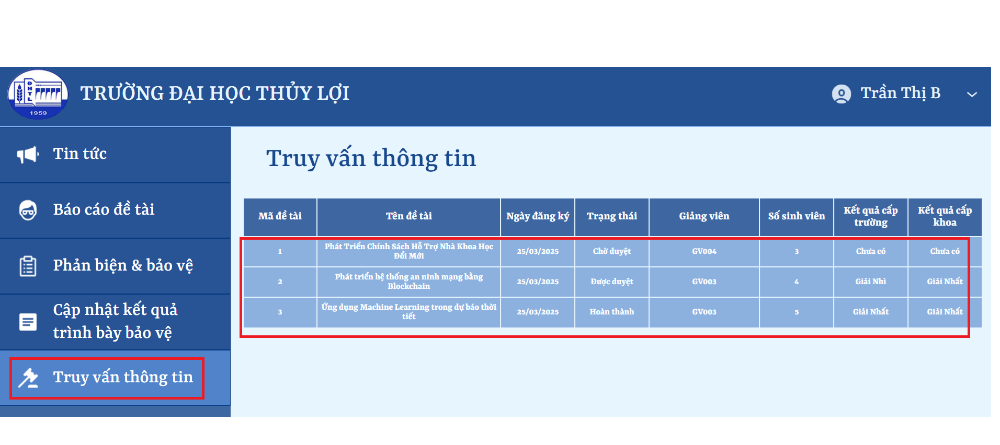 ĐHTL
1959
TRƯỜNG ĐẠI HỌC THỦY LỢI
Trần Thị B
Tin tức
Báo cáo đề tài
Phản biện & bảo vệ
Cập nhật kết quả
trình bày bảo vệ
Truy vấn thông tin
Truy vấn thông tin
Mã đề tài Tên đề tài Ngày đăng ký Trạng thái Giảng viên Số sinh viên Kết quả cấp trường Kết quả cấp khoa
1 Phát Triển Chính Sách Hỗ Trợ Nhà Khoa Học Đổi Mới 25/03/2025 Chờ duyệt GV004 3 Chưa có Chưa có
2 Phát triển hệ thống an ninh mạng bằng Blockchain 25/03/2025 Được duyệt GV003 4 Giải Nhì Giải Nhất
3 Ứng dụng Machine Learning trong dự báo thời tiết 25/03/2025 Hoàn thành GV003 5 Giải Nhất Giải Nhất